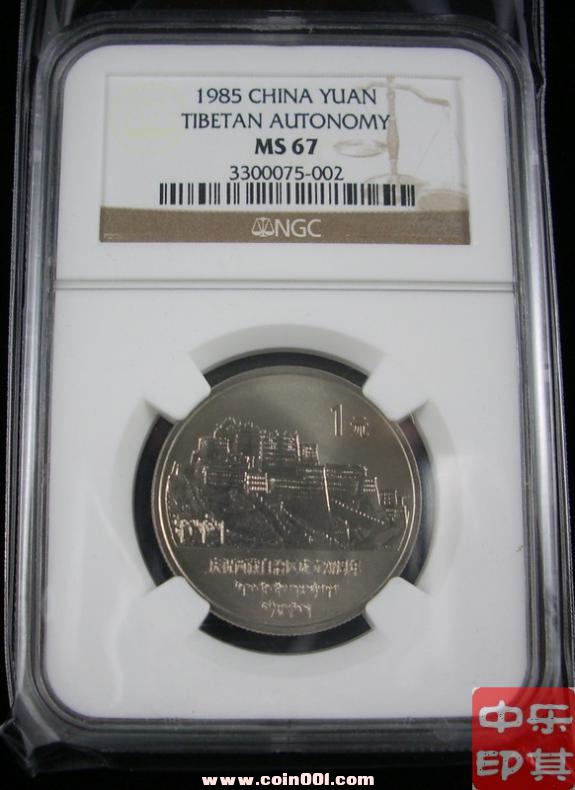 1985 CHINA YUAN
TIBETAN AUTONOMY
MS 67
3300075-002
NGC
1元
庆祝西藏自治区成立20周年
中乐
印其
www.coin001.com